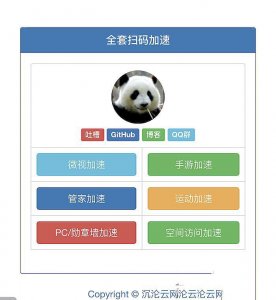 全套扫码加速
吐槽 GitHub 博客 QQ群
微视加速 手游加速
管家加速 运动加速
PC/勋章墙加速 空间访问加速
Copyright © 沉沦云网沦云沦云网